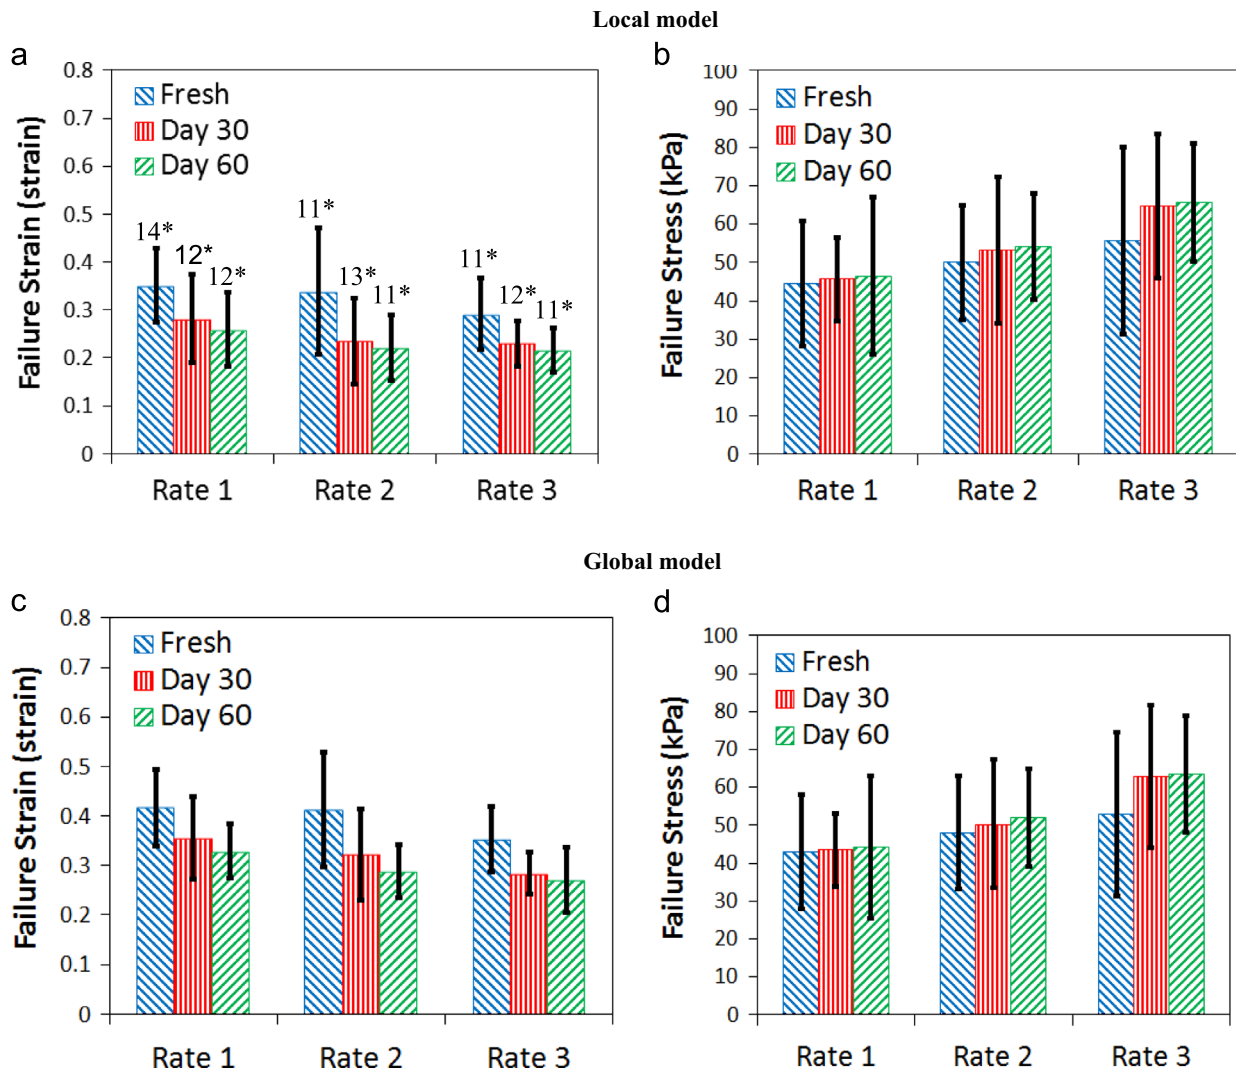 Local model
a
0.8
0.7
0.6
0.5
0.4
0.3
0.2
0.1
0
Failure Strain (strain)
Fresh
Day 30
Day 60
14*
12*
12*
11*
13*
11*
11*
12*
11*
Rate 1
Rate 2
Rate 3
b
100
90
80
70
60
50
40
30
20
10
0
Failure Stress (kPa)
Fresh
Day 30
Day 60
Rate 1
Rate 2
Rate 3
Global model
c
0.8
0.7
0.6
0.5
0.4
0.3
0.2
0.1
0
Failure Strain (strain)
Fresh
Day 30
Day 60
Rate 1
Rate 2
Rate 3
d
100
90
80
70
60
50
40
30
20
10
0
Failure Stress (kPa)
Fresh
Day 30
Day 60
Rate 1
Rate 2
Rate 3